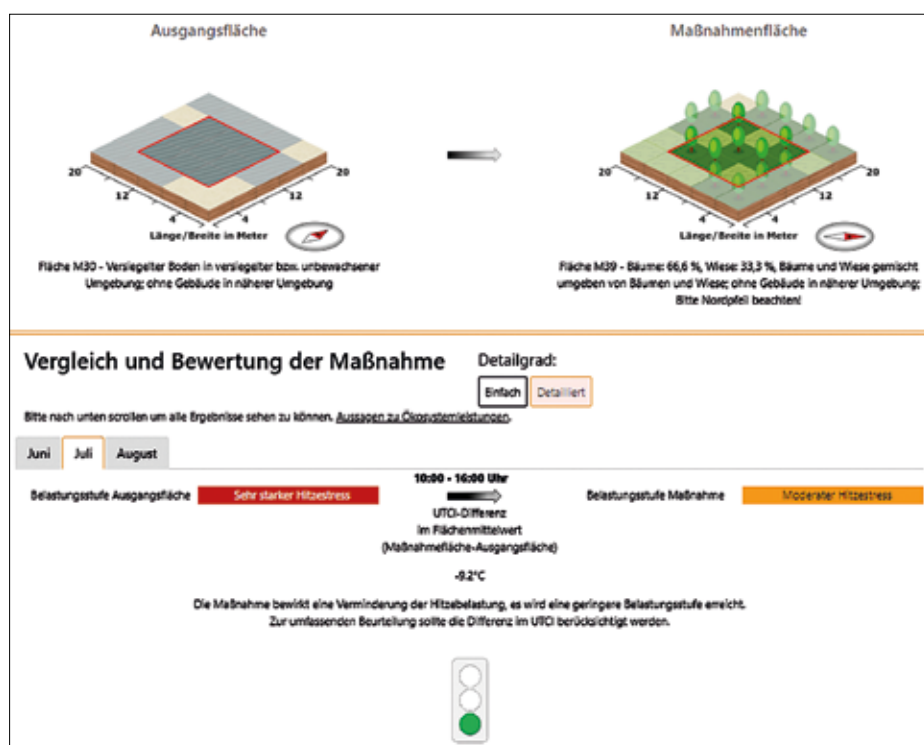 Ausgangsfläche
Maßnahmenfläche
20
12
4
4
12
20
Länge/Breite in Meter
20
12
4
4
12
20
Länge/Breite in Meter
Fläche M30 - Versiegelter Boden in versiegelter bzw. unbewachsener
Umgebung; ohne Gebäude in näherer Umgebung
Fläche M39 - Bäume: 66,6 %, Wiese: 33,3 %, Bäume und Wiese gemischt
umgeben von Bäumen und Wiese; ohne Gebäude in näherer Umgebung;
Bitte Nordpfeil beachten!
Vergleich und Bewertung der Maßnahme
Detailgrad:
Einfach
Detailliert
Bitte nach unten scrollen um alle Ergebnisse sehen zu können. Aussagen zu Ökosystemleistungen.
Juni
Juli
August
10:00 - 16:00 Uhr
Belastungsstufe Ausgangsfläche
Sehr starker Hitzestress
Belastungsstufe Maßnahme
Moderater Hitzestress
UTCI-Differenz
im Flächenmittelwert
(Maßnahmefläche-Ausgangsfläche)
-9.2°C
Die Maßnahme bewirkt eine Verminderung der Hitzebelastung, es wird eine geringere Belastungsstufe erreicht.
Zur umfassenden Beurteilung sollte die Differenz im UTCI berücksichtigt werden.